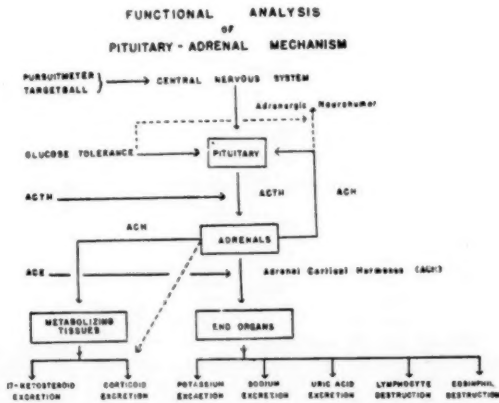 FUNCTIONAL ANALYSIS
OF
PITUITARY - ADRENAL MECHANISM
PURSUITMETER
TARGETBALL
CENTRAL NERVOUS SYSTEM
Adrenergic Neurohumor
GLUCOSE TOLERANCE
PITUITARY
ACTH
ACTH
ACH
ACH
ADRENALS
ACE
Adrenal Cortical Hormones (ACH)
METABOLIZING
TISSUES
END ORGANS
17-KETOSTEROID
EXCRETION
CORTICOID
EXCRETION
POTASSIUM
EXCRETION
SODIUM
EXCRETION
URIC ACID
EXCRETION
LYMPHOCYTE
DESTRUCTION
EOSINPHIL
DESTRUCTION